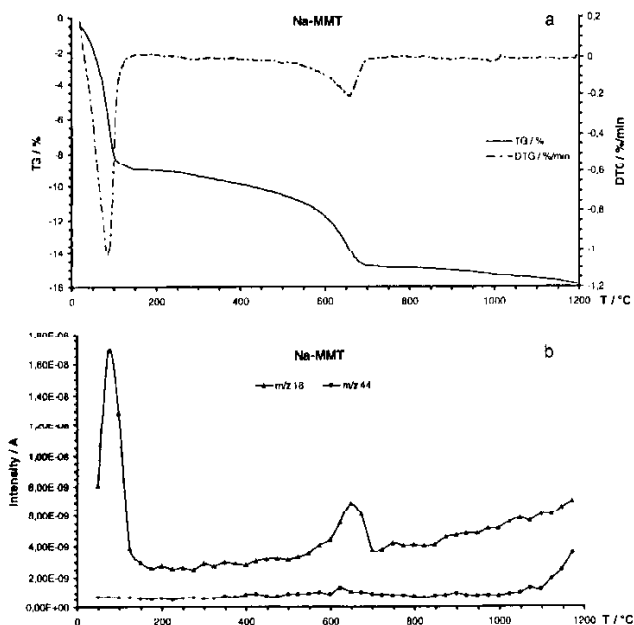 Na-MMT
a
TG / %
0
-2
-4
-6
-8
-10
-12
-14
-16
0,2
0
-0,2
-0,4
-0,6
-0,8
-1
-1,2
TG / %
DTG / %/min
0 200 400 600 800 1000 1200
T / °C
Na-MMT
b
m/z 18
m/z 44
Intensity / A
1,80E-08
1,60E-08
1,40E-08
1,20E-08
1,00E-08
8,00E-09
6,00E-09
4,00E-09
2,00E-09
0,00E+00
0 200 400 600 800 1000 1200
T / °C